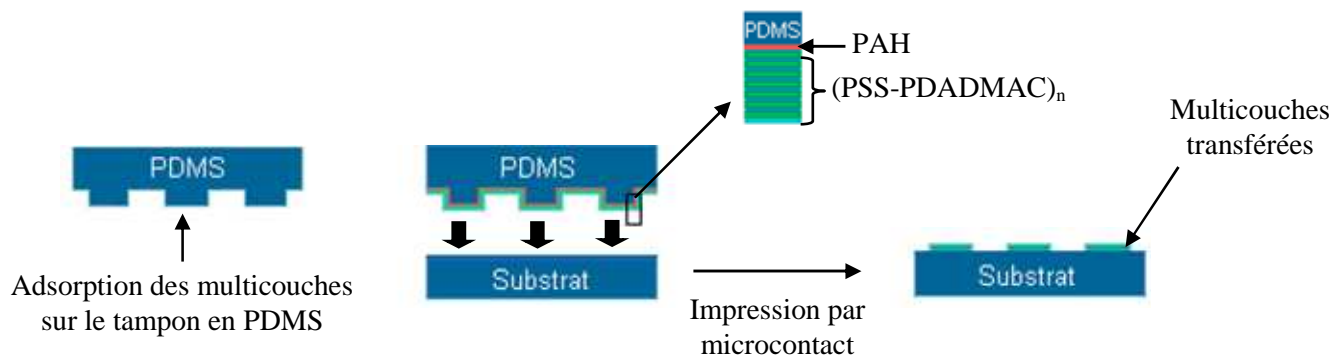 PDMS
PAH
(PSS-PDADMAC)n
Multicouches
transférées
PDMS
PDMS
Substrat
Substrat
Adsorption des multicouches
sur le tampon en PDMS
Impression par
microcontact